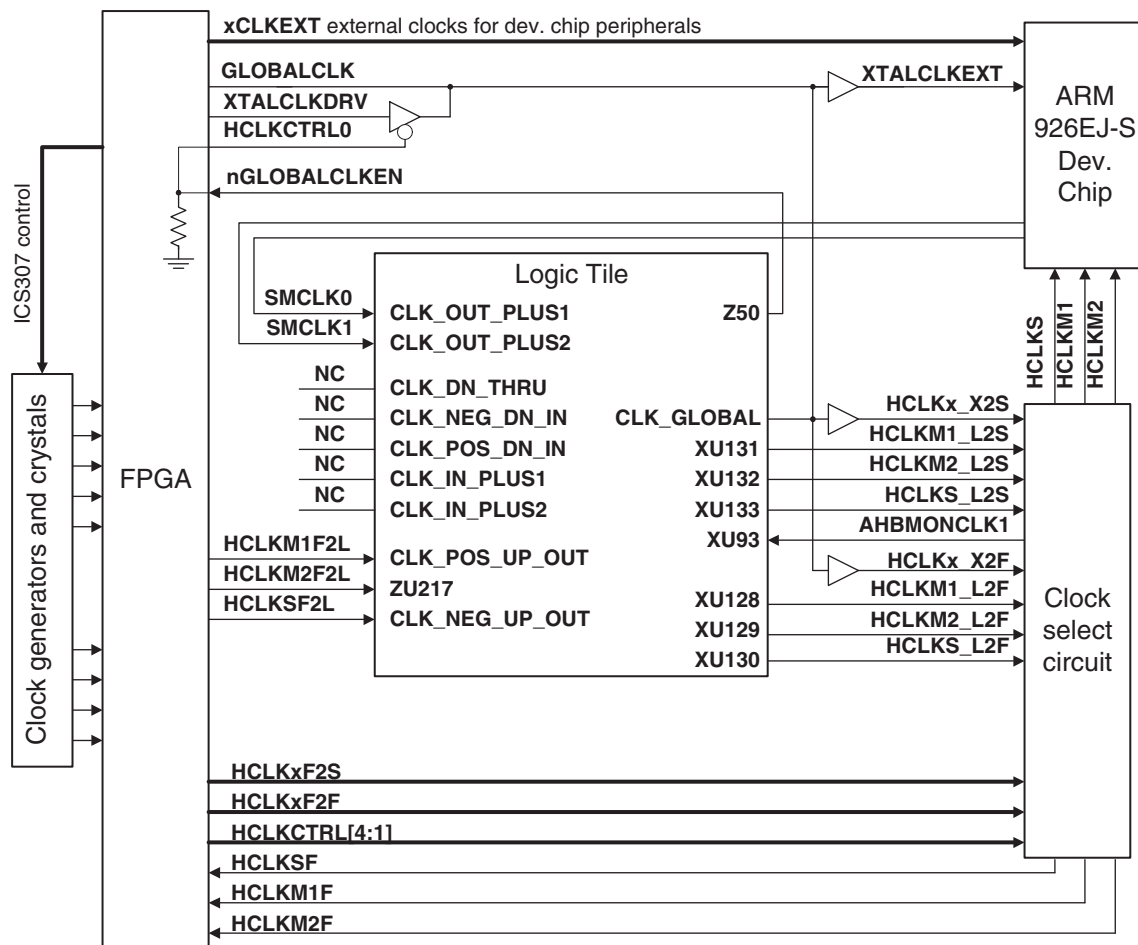 xCLKEXT external clocks for dev. chip peripherals
GLOBALCLK
XTALCLKEXT
XTALCLKDRV
HCLKCTRL0
nGLOBALCLKEN
ARM
926EJ-S
Dev.
Chip
ICS307 control
Clock generators and crystals
FPGA
Logic Tile
SMCLK0
CLK_OUT_PLUS1
Z50
SMCLK1
CLK_OUT_PLUS2
HCLKS
HCLKM1
HCLKM2
NC
CLK_DN_THRU
NC
CLK_NEG_DN_IN
CLK_GLOBAL
HCLKx_X2S
NC
CLK_POS_DN_IN
XU131
HCLKM1_L2S
NC
CLK_IN_PLUS1
XU132
HCLKM2_L2S
NC
CLK_IN_PLUS2
XU133
HCLKS_L2S
XU93
AHBMONCLK1
HCLKM1F2L
CLK_POS_UP_OUT
HCLKx_X2F
HCLKM2F2L
ZU217
XU128
HCLKM1_L2F
HCLKSF2L
CLK_NEG_UP_OUT
XU129
HCLKM2_L2F
XU130
HCLKS_L2F
Clock
select
circuit
HCLKxF2S
HCLKxF2F
HCLKCTRL[4:1]
HCLKSF
HCLKM1F
HCLKM2F